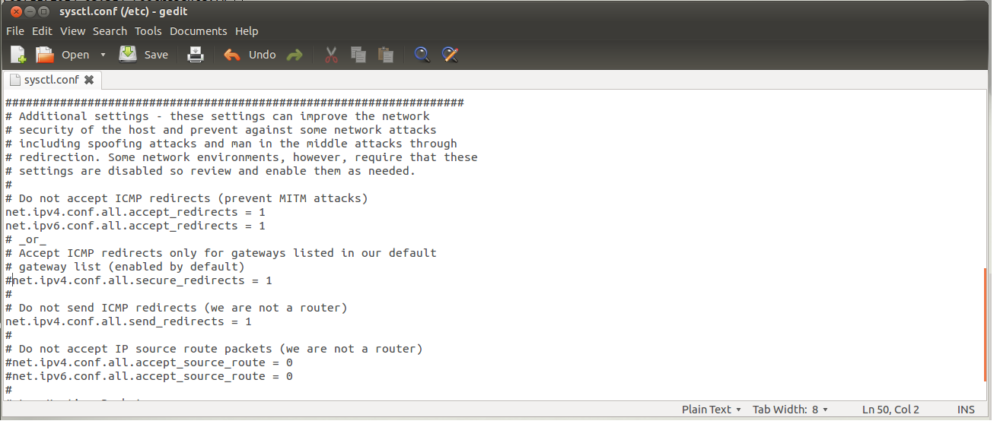 sysctl.conf (/etc) - gedit
File Edit View Search Tools Documents Help
Open Save Undo
sysctl.conf
###################################################################
# Additional settings - these settings can improve the network
# security of the host and prevent against some network attacks
# including spoofing attacks and man in the middle attacks through
# redirection. Some network environments, however, require that these
# settings are disabled so review and enable them as needed.
#
# Do not accept ICMP redirects (prevent MITM attacks)
net.ipv4.conf.all.accept_redirects = 1
net.ipv6.conf.all.accept_redirects = 1
# _or_
# Accept ICMP redirects only for gateways listed in our default
# gateway list (enabled by default)
#net.ipv4.conf.all.secure_redirects = 1
#
# Do not send ICMP redirects (we are not a router)
net.ipv4.conf.all.send_redirects = 1
#
# Do not accept IP source route packets (we are not a router)
#net.ipv4.conf.all.accept_source_route = 0
#net.ipv6.conf.all.accept_source_route = 0
#
Plain Text Tab Width: 8 Ln 50, Col 2 INS